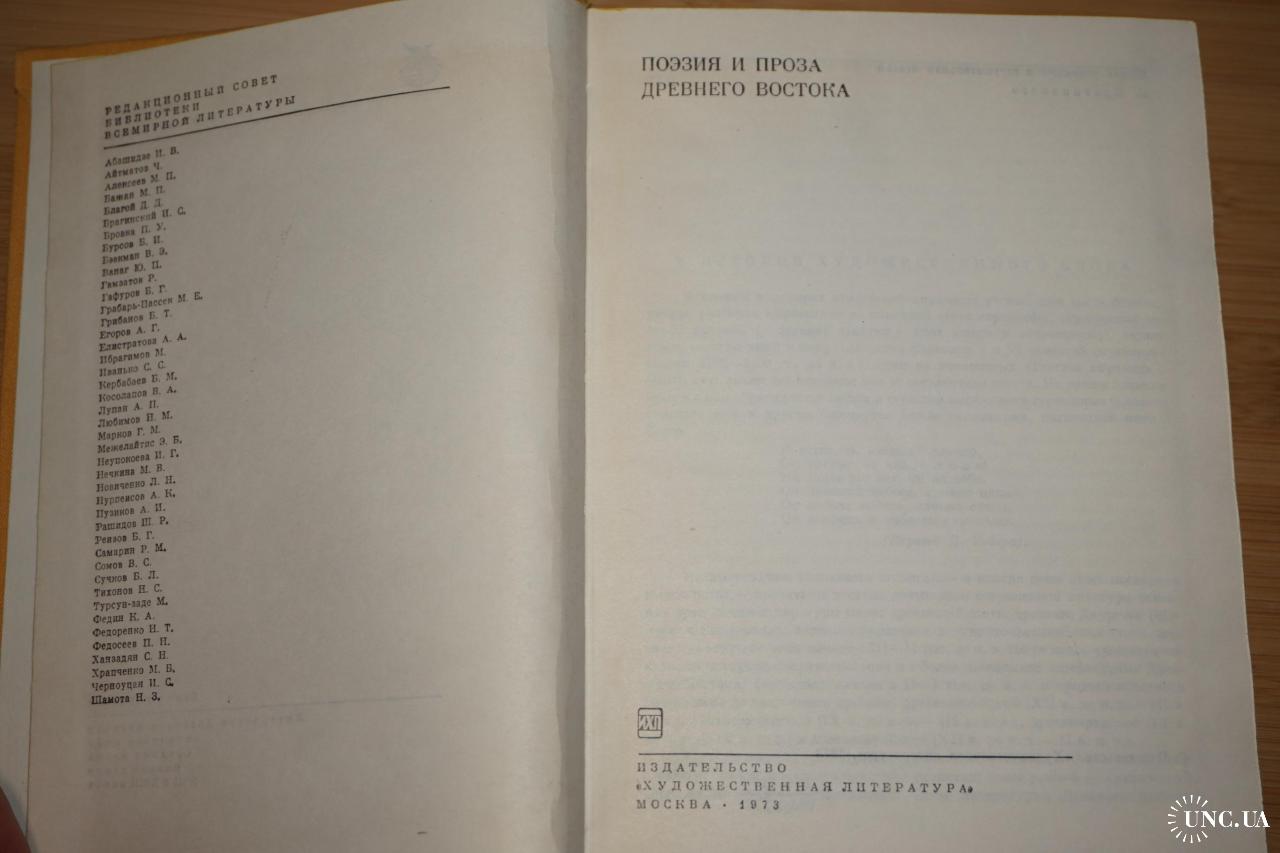 РЕДАКЦИОННЫЙ СОВЕТ
БИБЛИОТЕКИ
ВСЕМИРНОЙ ЛИТЕРАТУРЫ
Абашидзе И. В.
Айтматов Ч.
Алексеев М. П.
Бажан М. П.
Благой Д. Д.
Брагинский И. С.
Бровка П. У.
Бурсов Б. И.
Бээкман В. Э.
Ванаг Ю. П.
Гамзатов Р.
Гафуров Б. Г.
Грабарь-Пассек М. Е.
Грибанов Б. Т.
Егоров А. Г.
Елистратова А. А.
Ибрагимов М.
Иванько С. С.
Кербабаев Б. М.
Косолапов В. А.
Лупан А. П.
Любимов Н. М.
Марков Г. М.
Межелайтис Э. Б.
Неупокоева И. Г.
Нечкина М. В.
Новиченко Л. Н.
Нурпеисов А. К.
Пузиков А. И.
Рашидов Ш. Р.
Реизов Б. Г.
Самарин Р. М.
Сомов В. С.
Сучков Б. Л.
Тихонов Н. С.
Турсун-заде М.
Федин К. А.
Федоренко Н. Т.
Федосеев П. Н.
Ханзадян С. Н.
Храпченко М. Б.
Черноуцан И. С.
Шамота Н. З.
ПОЭЗИЯ И ПРОЗА
ДРЕВНЕГО ВОСТОКА
ИХЛ
ИЗДАТЕЛЬСТВО
«ХУДОЖЕСТВЕННАЯ ЛИТЕРАТУРА»
МОСКВА · 1973
UNC.UA